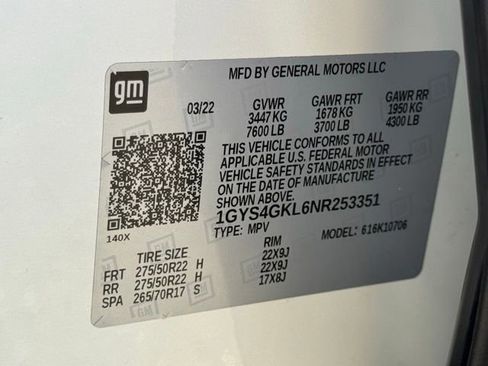 gm
MFD BY GENERAL MOTORS LLC
03/22 GVWR GAWR FRT GAWR RR
3447 KG 1678 KG 1950 KG
7600 LB 3700 LB 4300 LB
THIS VEHICLE CONFORMS TO ALL
APPLICABLE U.S. FEDERAL MOTOR
VEHICLE SAFETY STANDARDS IN EFFECT
ON THE DATE OF MANUFACTURE
SHOWN ABOVE.
1GYS4GKL6NR253351
TYPE: MPV MODEL: 616K10706
140X
TIRE SIZE RIM
FRT 275/50R22 H 22X9J
RR 275/50R22 H 22X9J
SPA 265/70R17 S 17X8J